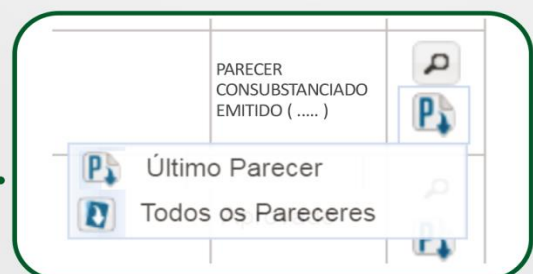 PARECER
CONSUBSTANCIADO
EMITIDO ( ..... )
Último Parecer
Todos os Pareceres